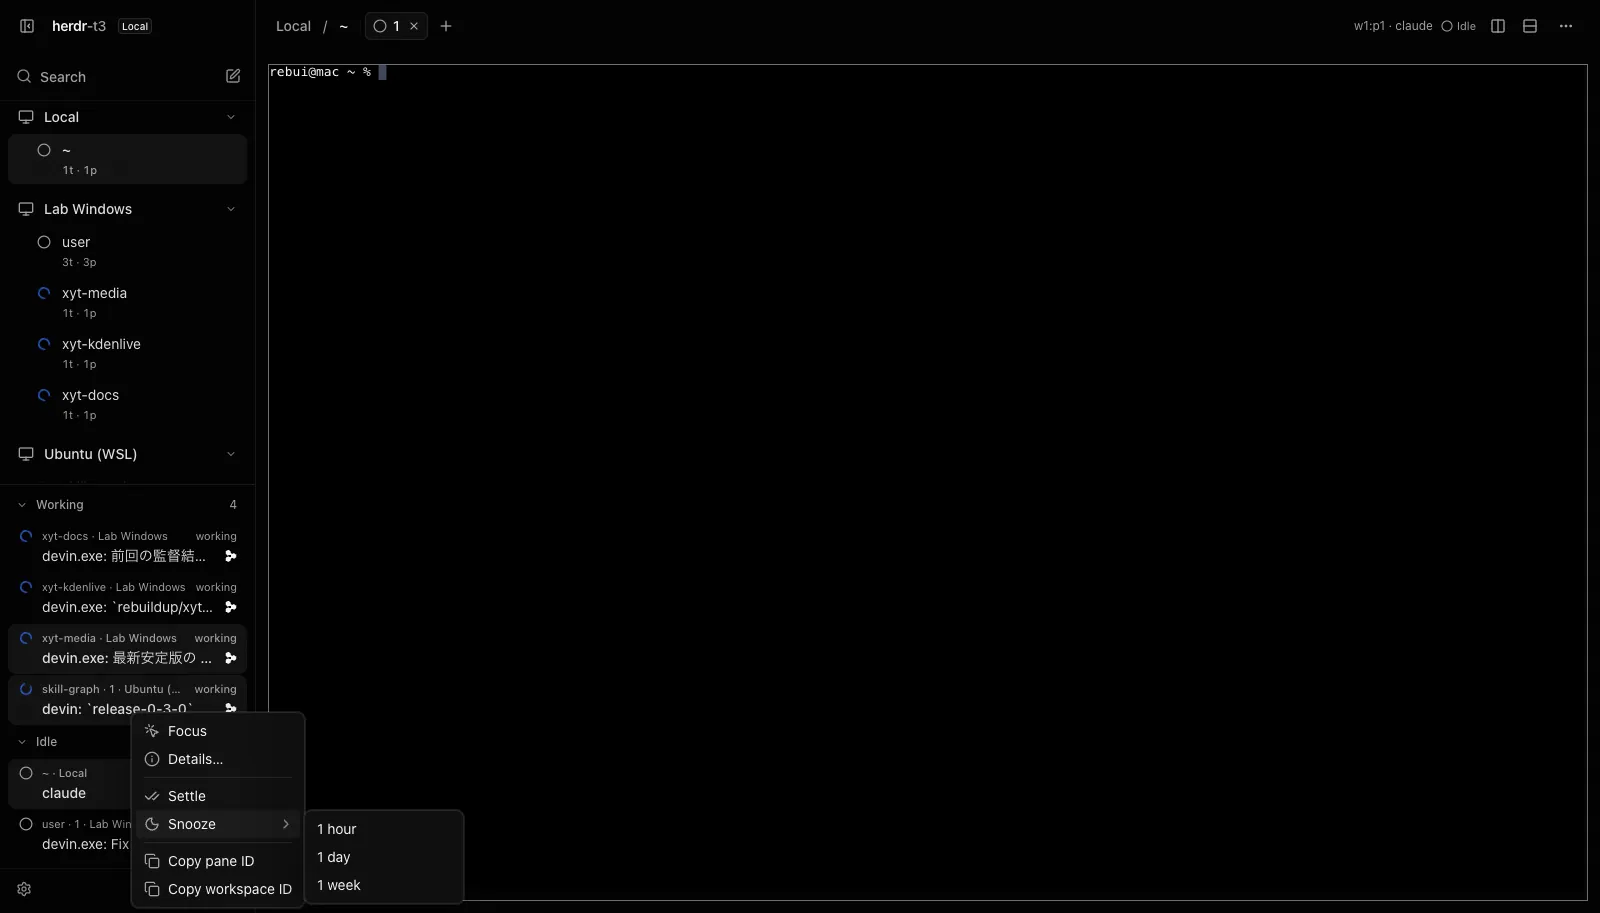 herdr-t3 Local
Local / ~ 1 × +
w1:p1 · claude Idle
Search
Local
~
1t · 1p
Lab Windows
user
3t · 3p
xyt-media
1t · 1p
xyt-kdenlive
1t · 1p
xyt-docs
1t · 1p
Ubuntu (WSL)
Working 4
xyt-docs · Lab Windows working
devin.exe: 前回の監督結...
xyt-kdenlive · Lab Windows working
devin.exe: `rebuildup/xyt...
xyt-media · Lab Windows working
devin.exe: 最新安定版の ...
skill-graph · 1 · Ubuntu (... working
devin: `release-0-3-0`
Idle
~ · Local
claude
user · 1 · Lab Win
devin.exe: Fix
Focus
Details...
Settle
Snooze
Copy pane ID
Copy workspace ID
1 hour
1 day
1 week
rebui@mac ~ %